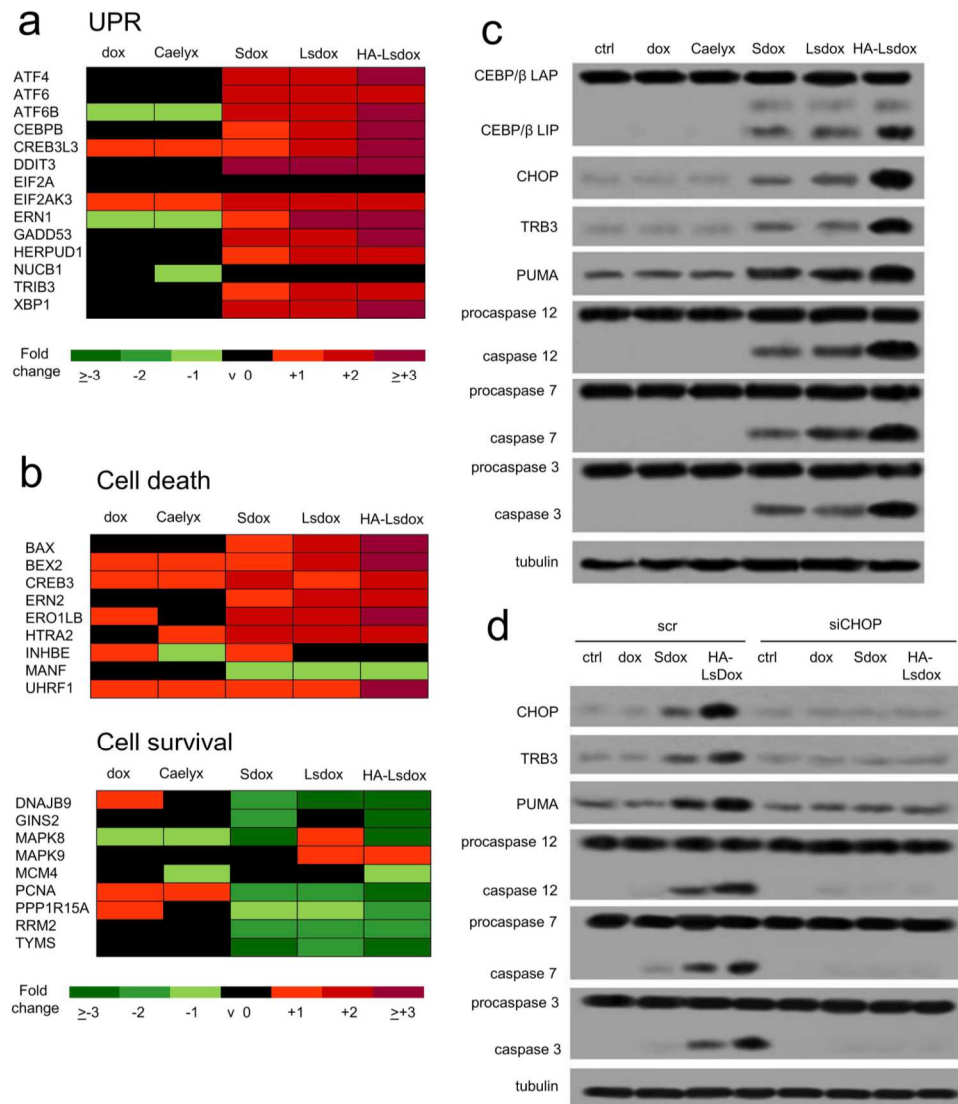 a
UPR
dox Caelyx Sdox Lsdox HA-Lsdox
ATF4
ATF6
ATF6B
CEBPB
CREB3L3
DDIT3
EIF2A
EIF2AK3
ERN1
GADD53
HERPUD1
NUCB1
TRIB3
XBP1
Fold change
≥-3 -2 -1 v 0 +1 +2 ≥+3
b
Cell death
dox Caelyx Sdox Lsdox HA-Lsdox
BAX
BEX2
CREB3
ERN2
ERO1LB
HTRA2
INHBE
MANF
UHRF1
Cell survival
dox Caelyx Sdox Lsdox HA-Lsdox
DNAJB9
GINS2
MAPK8
MAPK9
MCM4
PCNA
PPP1R15A
RRM2
TYMS
Fold change
≥-3 -2 -1 v 0 +1 +2 ≥+3
c
ctrl dox Caelyx Sdox Lsdox HA-Lsdox
CEBP/β LAP
CEBP/β LIP
CHOP
TRB3
PUMA
procaspase 12
caspase 12
procaspase 7
caspase 7
procaspase 3
caspase 3
tubulin
d
scr siCHOP
ctrl dox Sdox HA-LsDox ctrl dox Sdox HA-Lsdox
CHOP
TRB3
PUMA
procaspase 12
caspase 12
procaspase 7
caspase 7
procaspase 3
caspase 3
tubulin